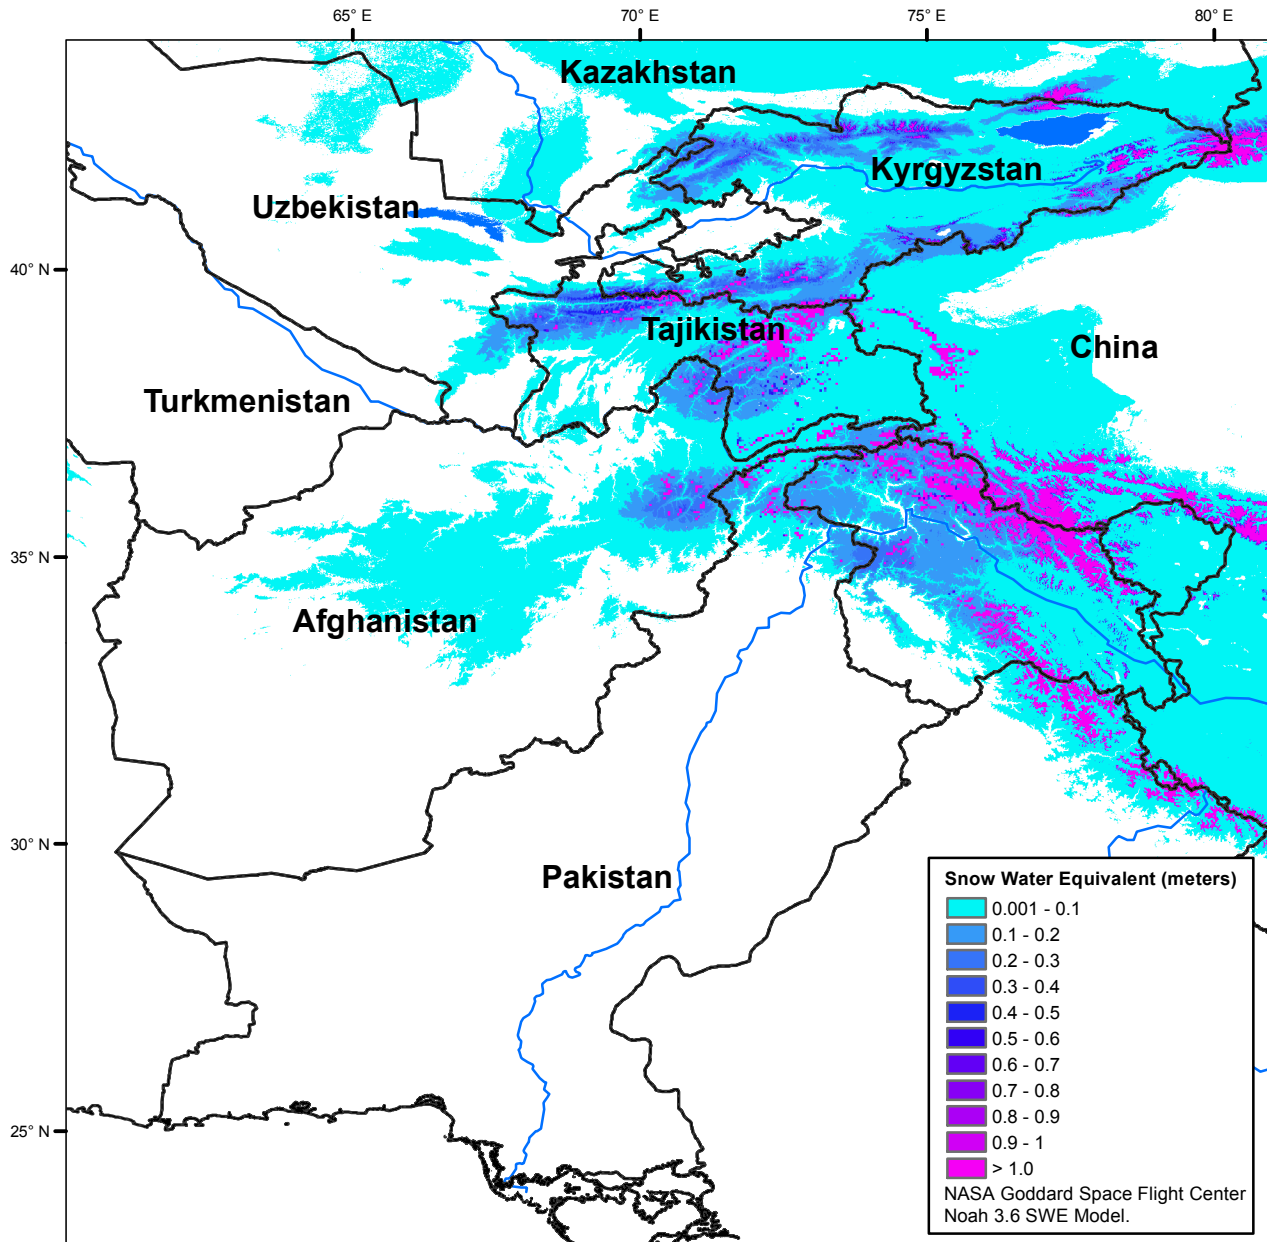 65° E
70° E
75° E
80° E
Kazakhstan
Kyrgyzstan
Uzbekistan
40° N
Tajikistan
China
Turkmenistan
35° N
Afghanistan
30° N
Pakistan
25° N
Snow Water Equivalent (meters)
0.001 - 0.1
0.1 - 0.2
0.2 - 0.3
0.3 - 0.4
0.4 - 0.5
0.5 - 0.6
0.6 - 0.7
0.7 - 0.8
0.8 - 0.9
0.9 - 1
> 1.0
NASA Goddard Space Flight Center
Noah 3.6 SWE Model.